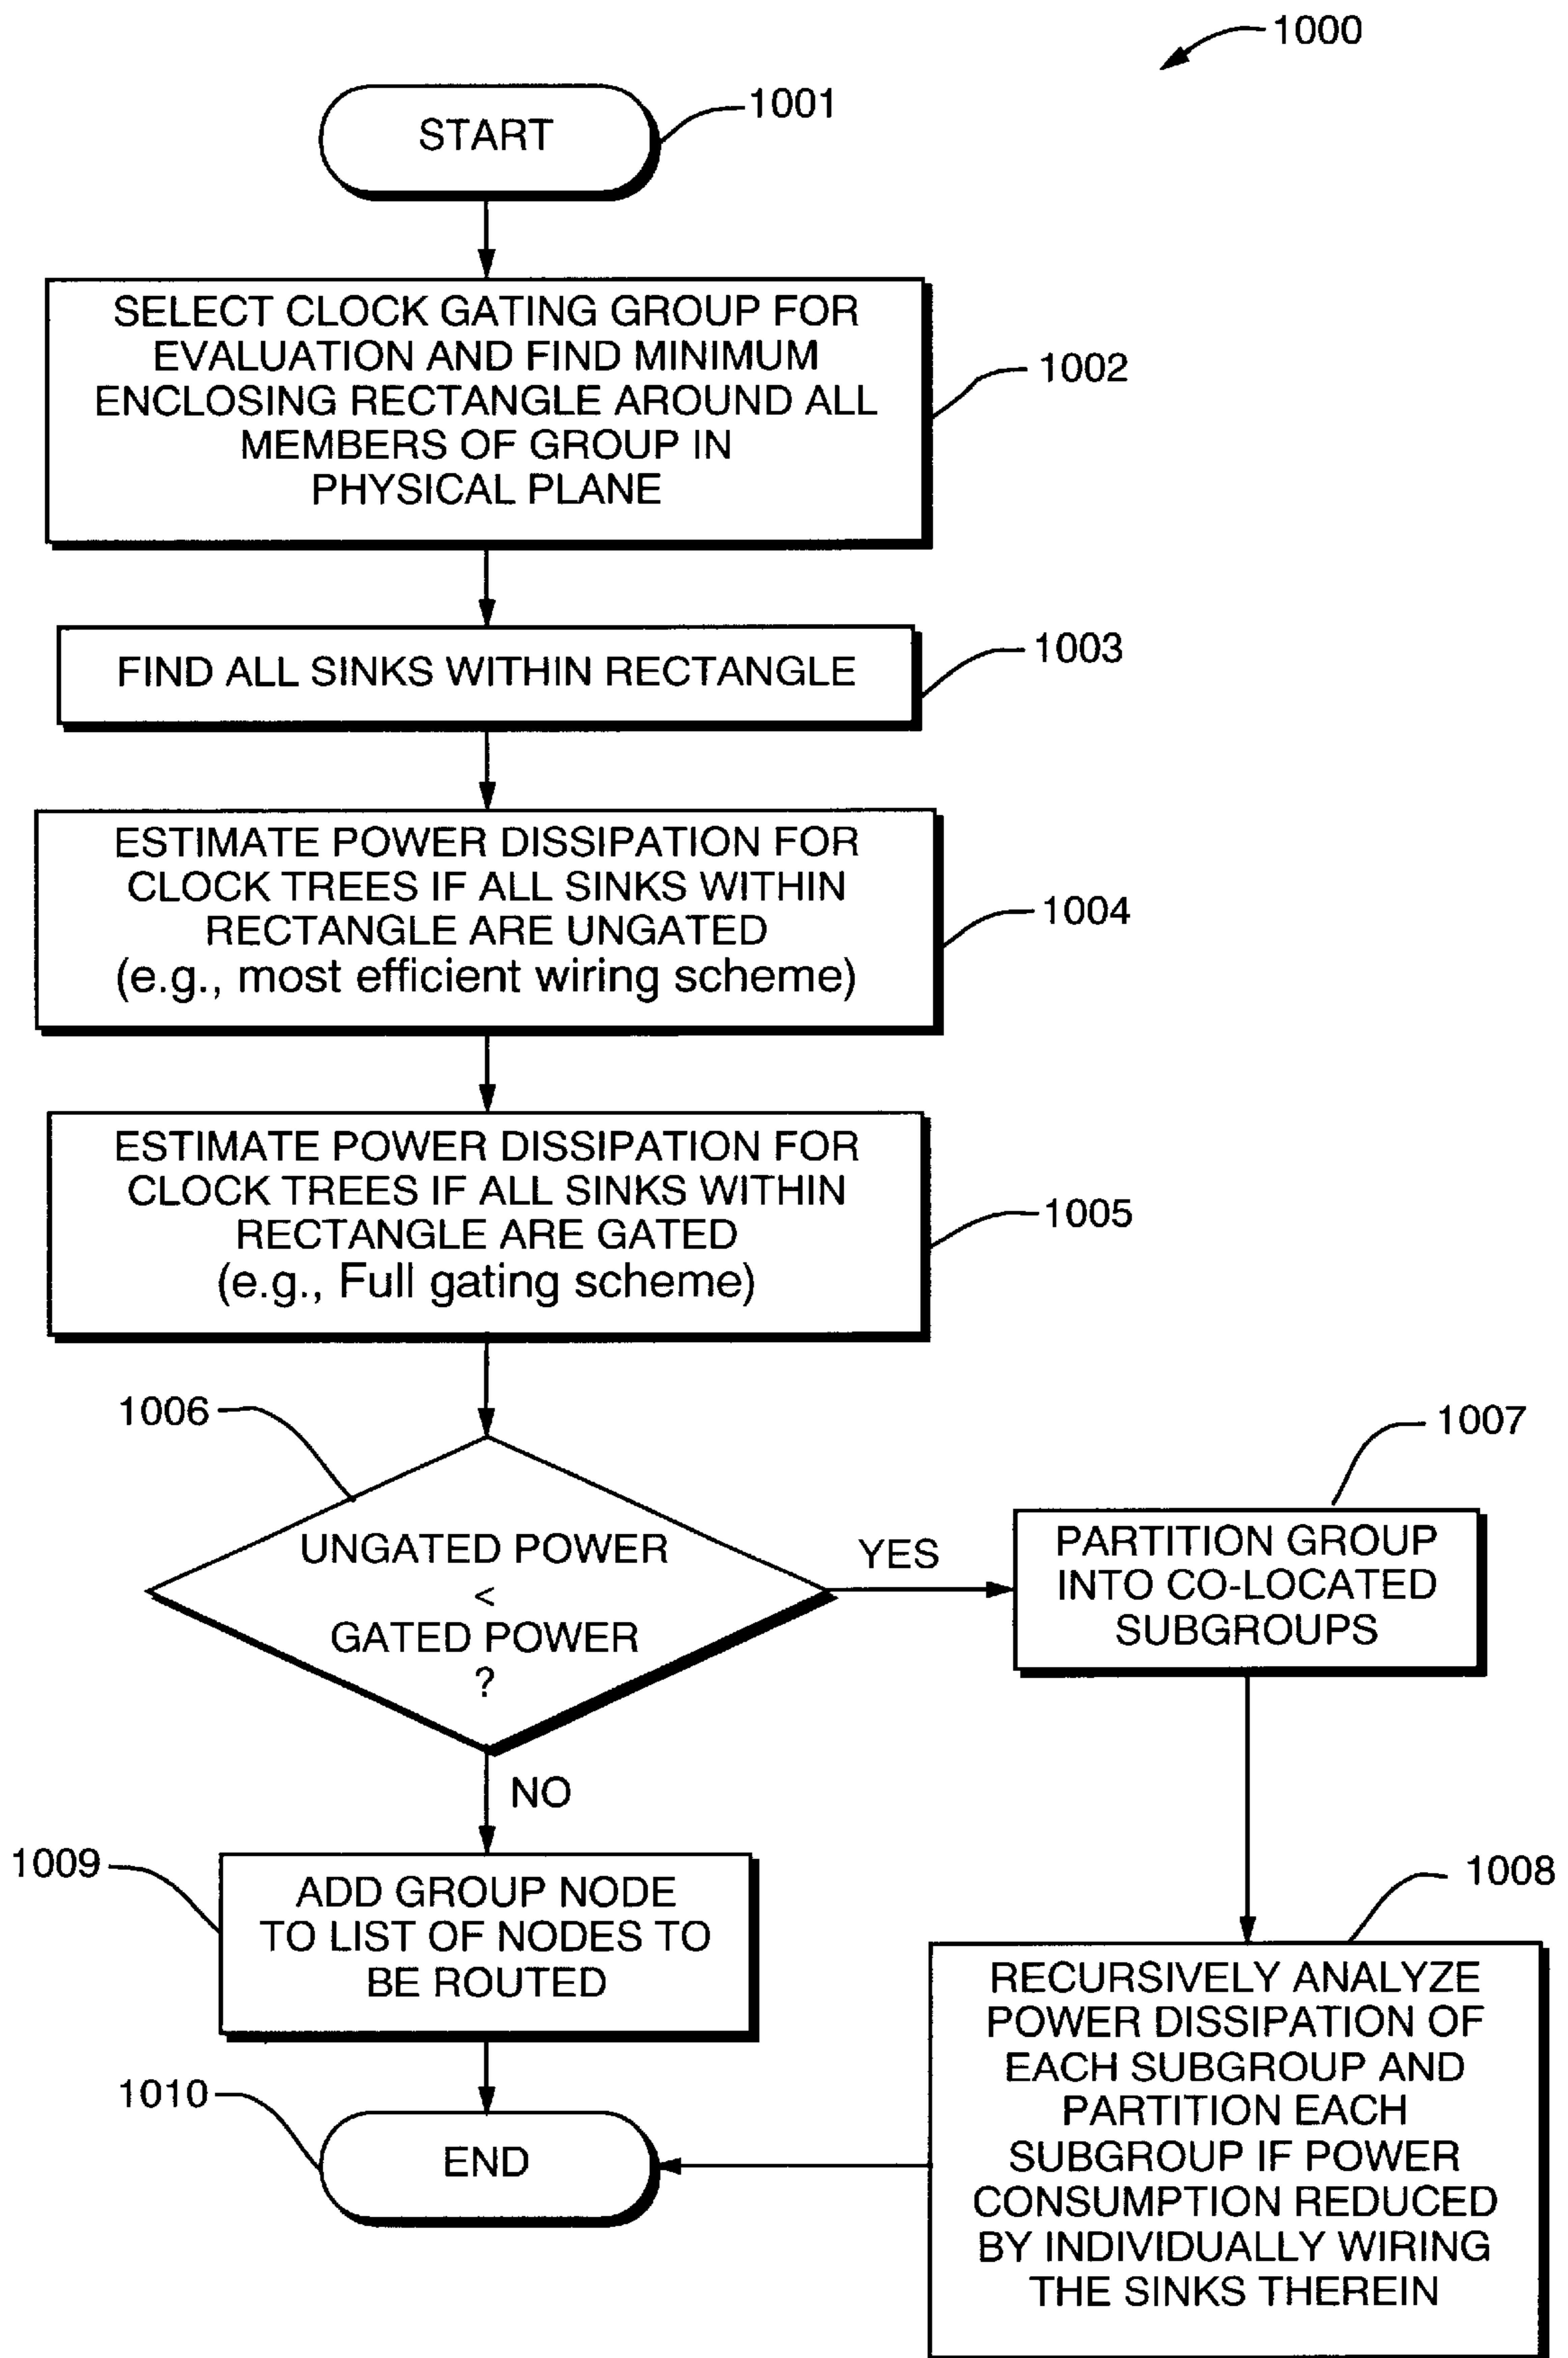 1000
START
1001
SELECT CLOCK GATING GROUP FOR
EVALUATION AND FIND MINIMUM
ENCLOSING RECTANGLE AROUND ALL
MEMBERS OF GROUP IN
PHYSICAL PLANE
1002
FIND ALL SINKS WITHIN RECTANGLE
1003
ESTIMATE POWER DISSIPATION FOR
CLOCK TREES IF ALL SINKS WITHIN
RECTANGLE ARE UNGATED
(e.g., most efficient wiring scheme)
1004
ESTIMATE POWER DISSIPATION FOR
CLOCK TREES IF ALL SINKS WITHIN
RECTANGLE ARE GATED
(e.g., Full gating scheme)
1005
1006
UNGATED POWER
<
GATED POWER
?
YES
NO
1007
PARTITION GROUP
INTO CO-LOCATED
SUBGROUPS
1009
ADD GROUP NODE
TO LIST OF NODES TO
BE ROUTED
1008
RECURSIVELY ANALYZE
POWER DISSIPATION OF
EACH SUBGROUP AND
PARTITION EACH
SUBGROUP IF POWER
CONSUMPTION REDUCED
BY INDIVIDUALLY WIRING
THE SINKS THEREIN
1010
END